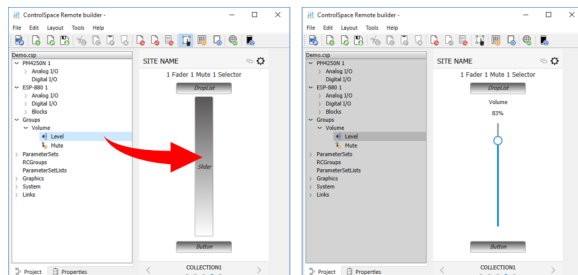 ControlSpace Remote builder -
File Edit Layout Tools Help
Demo.csp
PM4250N 1
Analog I/O
Digital I/O
ESP-880 1
Analog I/O
Digital I/O
Blocks
Groups
Volume
Level
Mute
ParameterSets
RCGroups
ParameterSetLists
Graphics
System
Links
Project Properties
SITE NAME
1 Fader 1 Mute 1 Selector
DropList
Slider
Button
COLLECTION1
ControlSpace Remote builder -
File Edit Layout Tools Help
Demo.csp
PM4250N 1
Analog I/O
Digital I/O
ESP-880 1
Analog I/O
Digital I/O
Blocks
Groups
Volume
Level
Mute
ParameterSets
RCGroups
ParameterSetLists
Graphics
System
Links
Project Properties
SITE NAME
1 Fader 1 Mute 1 Selector
DropList
Volume
83%
Button
COLLECTION1